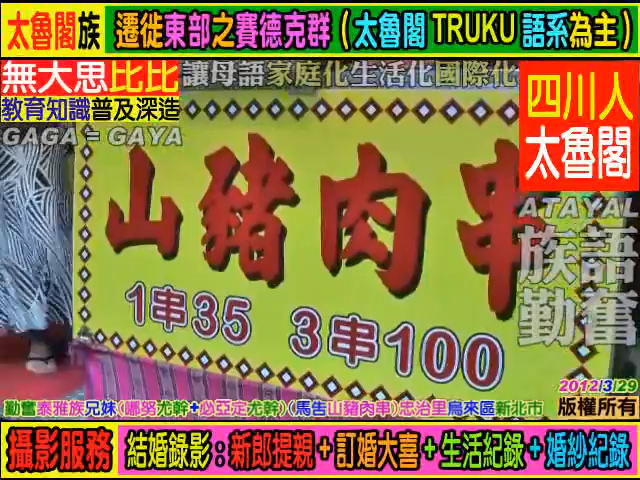 太魯閣族 遷徙東部之賽德克群(太魯閣 TRUKU 語系為主)
無大思比比 讓母語家庭化生活化國際化
教育知識普及深造
GAGA = GAYA
四川人
太魯閣
山豬肉串
1串35 3串100
ATAYAL
族語
勤奮
2012/3/29
勤奮泰雅族兄妹(哪努尤幹+必亞定尤幹)(馬告山豬肉串)忠治里烏來區新北市 版權所有
攝影服務 結婚錄影:新郎提親+訂婚大喜+生活紀錄+婚紗紀錄